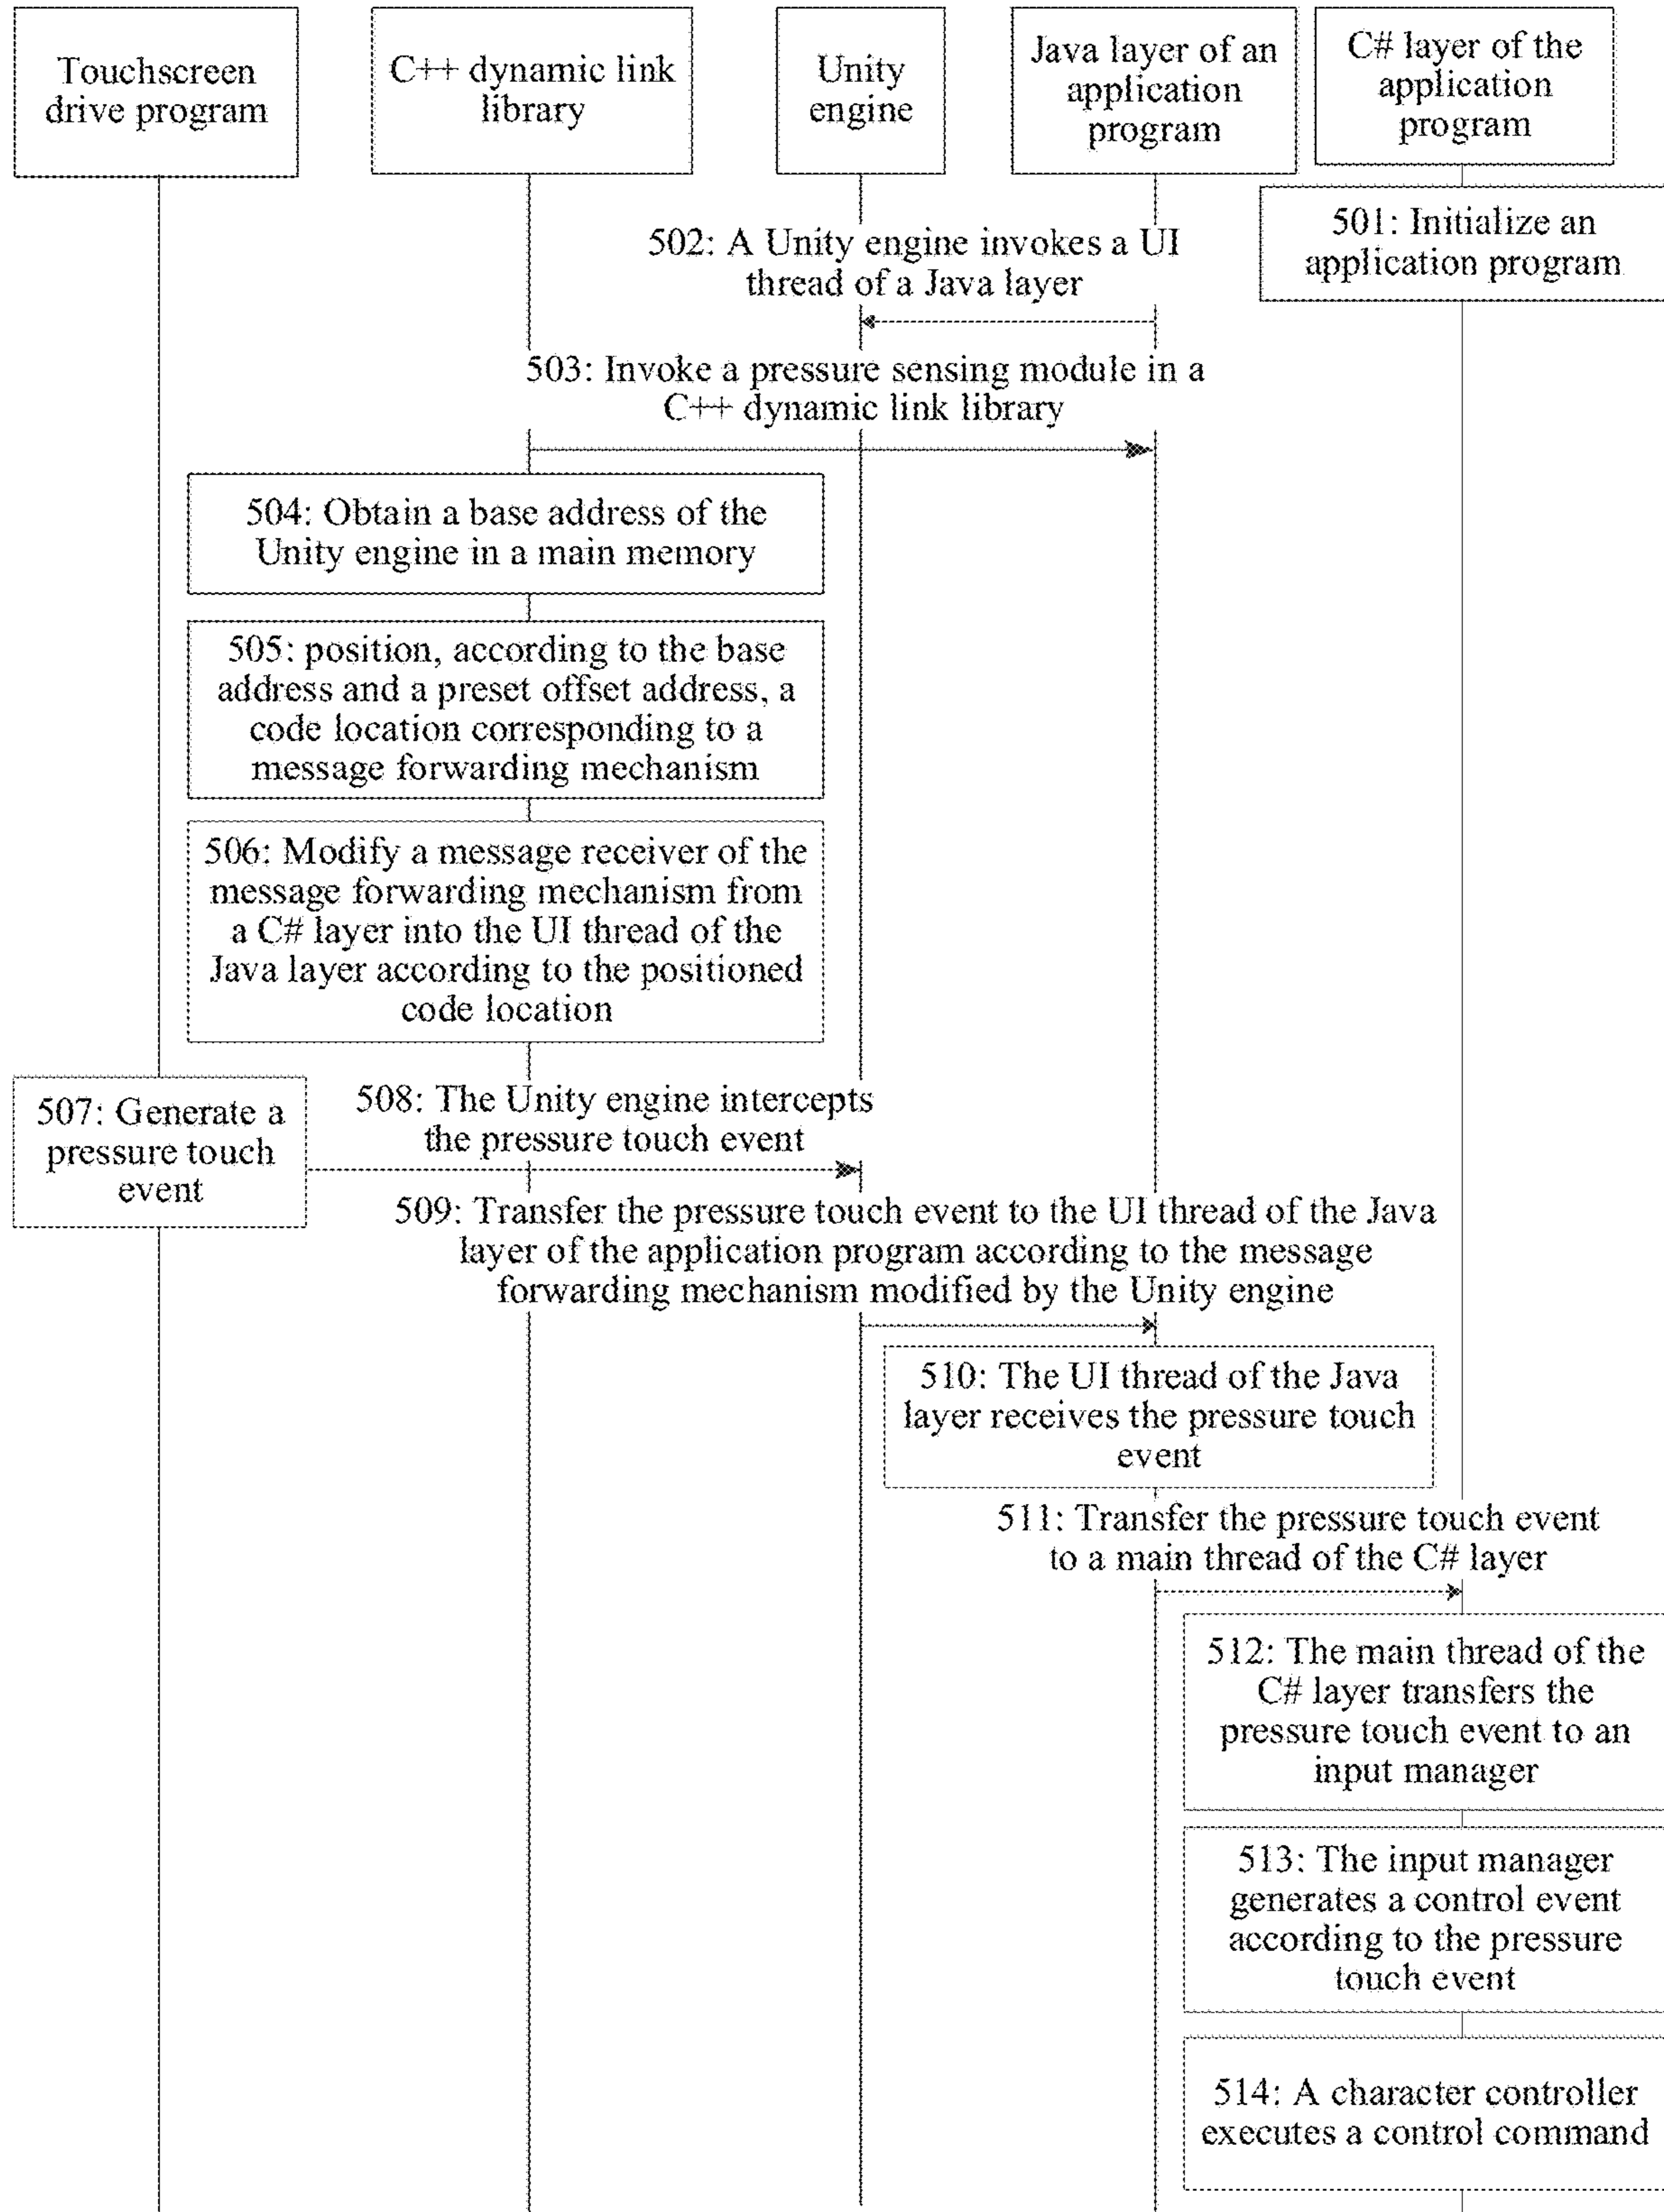 Touchscreen
drive program
C++ dynamic link
library
Unity
engine
Java layer of an
application
program
C# layer of the
application
program
501: Initialize an
application program
502: A Unity engine invokes a UI
thread of a Java layer
503: Invoke a pressure sensing module in a
C++ dynamic link library
504: Obtain a base address of the
Unity engine in a main memory
505: position, according to the base
address and a preset offset address, a
code location corresponding to a
message forwarding mechanism
506: Modify a message receiver of the
message forwarding mechanism from
a C# layer into the UI thread of the
Java layer according to the positioned
code location
507: Generate a
pressure touch
event
508: The Unity engine intercepts
the pressure touch event
509: Transfer the pressure touch event to the UI thread of the Java
layer of the application program according to the message
forwarding mechanism modified by the Unity engine
510: The UI thread of the Java
layer receives the pressure touch
event
511: Transfer the pressure touch event
to a main thread of the C# layer
512: The main thread of the
C# layer transfers the
pressure touch event to an
input manager
513: The input manager
generates a control event
according to the pressure
touch event
514: A character controller
executes a control command